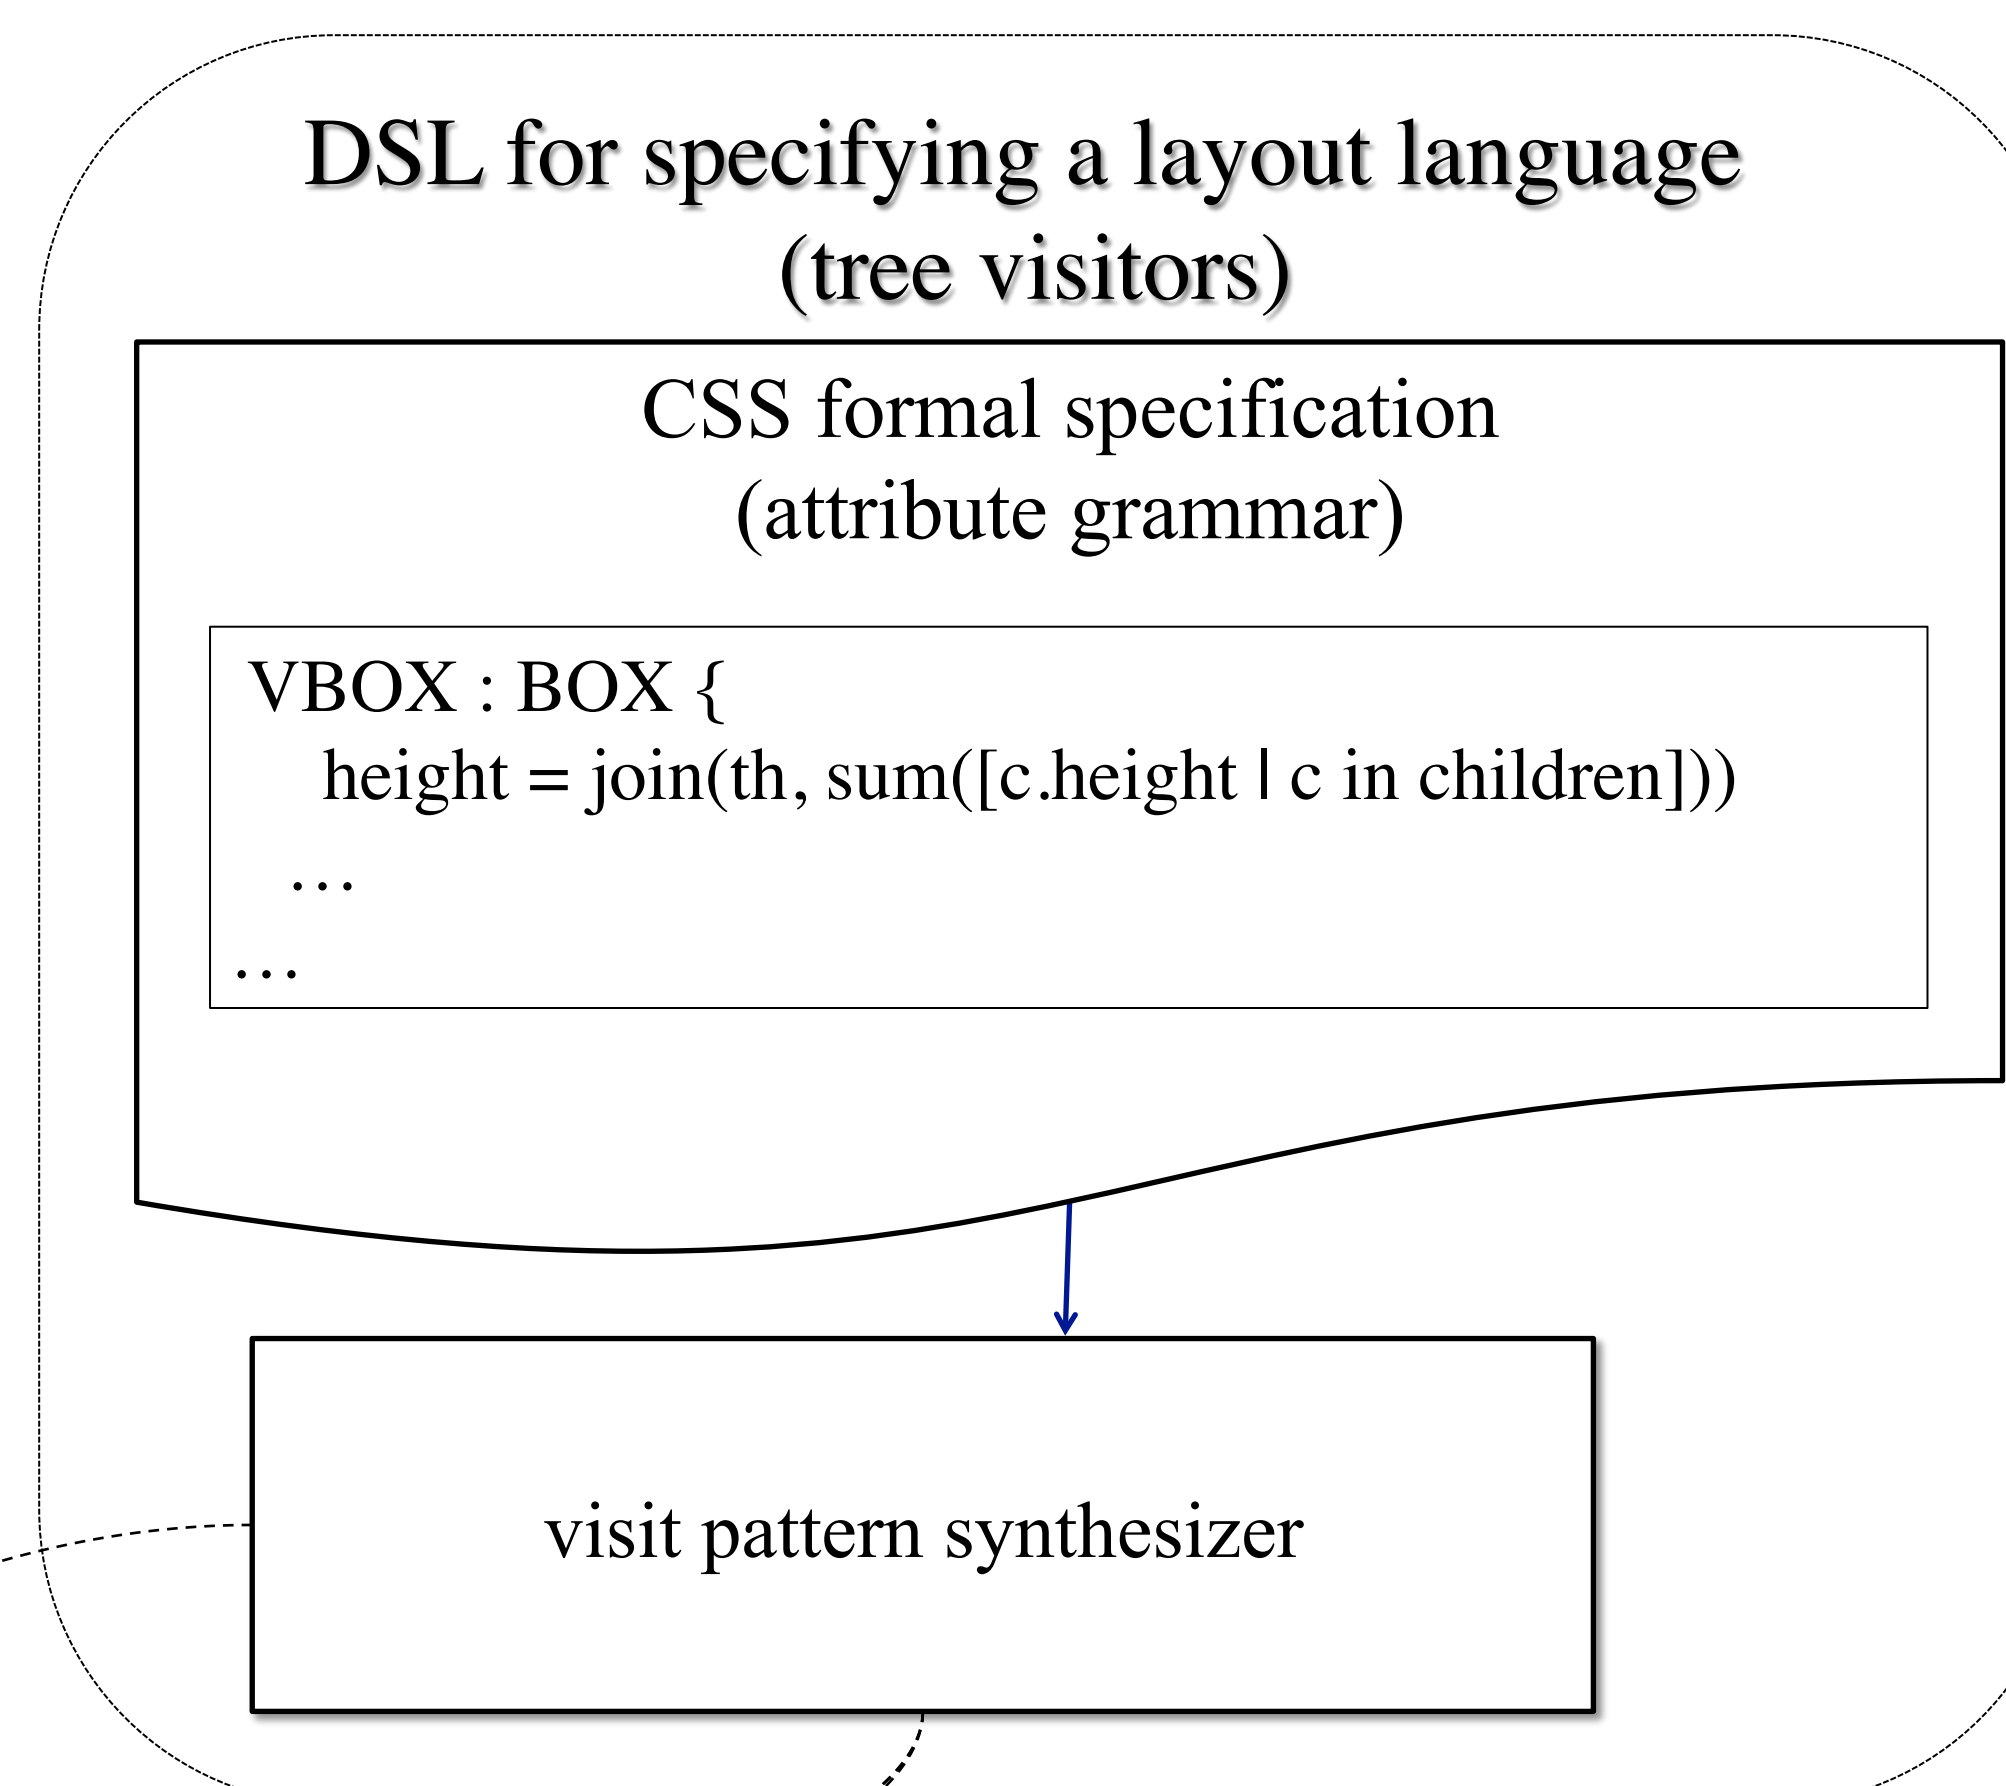 DSL for specifying a layout language
(tree visitors)
CSS formal specification
(attribute grammar)
VBOX : BOX {
height = join(th, sum([c.height | c in children]))
…
…
visit pattern synthesizer